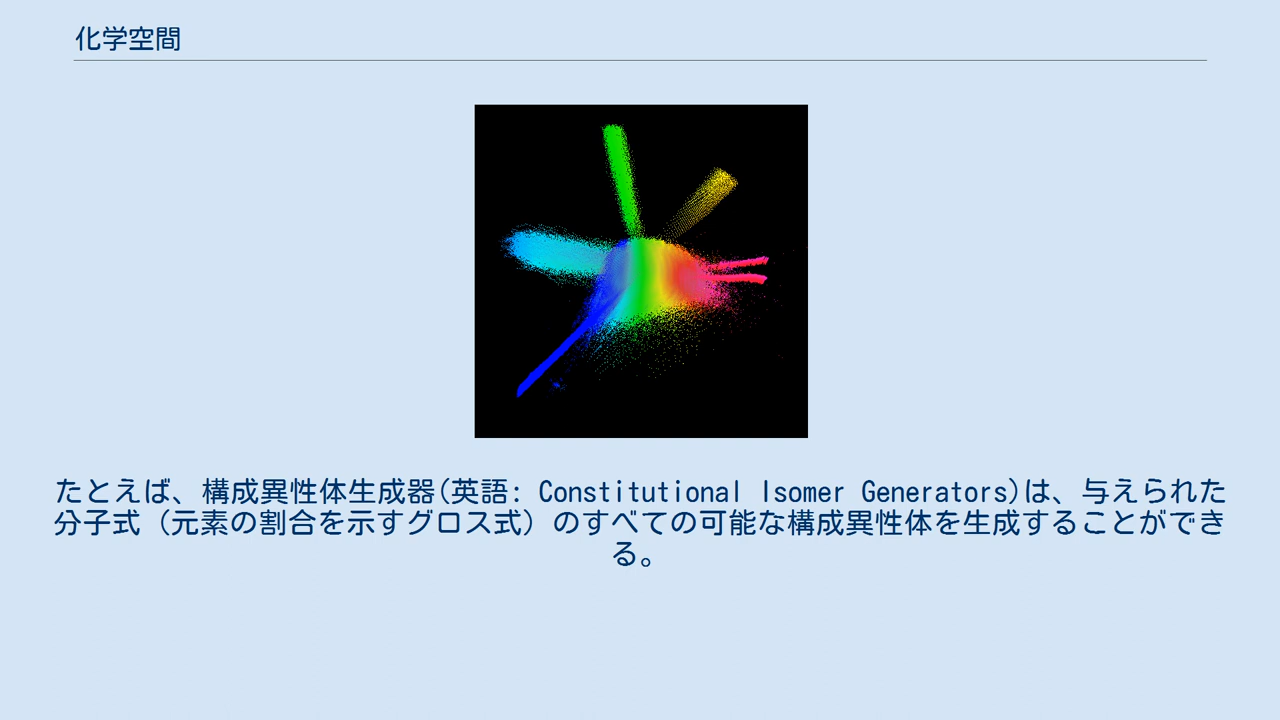 化学空間
たとえば、構成異性体生成器(英語: Constitutional Isomer Generators)は、与えられた
分子式（元素の割合を示すグロス式）のすべての可能な構成異性体を生成することができ
る。